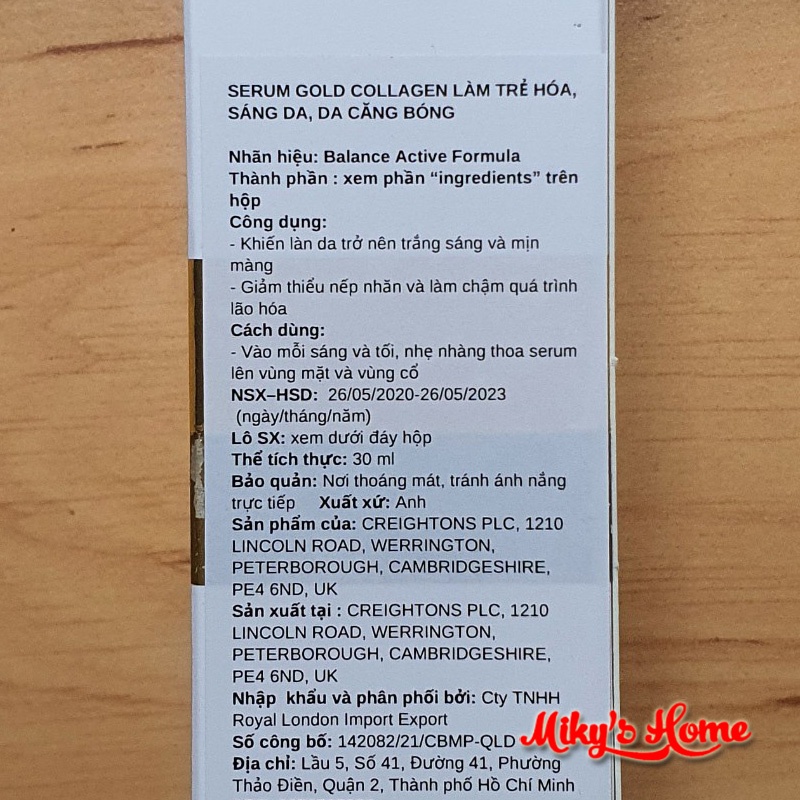 SERUM GOLD COLLAGEN LÀM TRẺ HÓA,
SÁNG DA, DA CĂNG BÓNG
Nhãn hiệu: Balance Active Formula
Thành phần : xem phần “ingredients” trên
hộp
Công dụng:
- Khiến làn da trở nên trắng sáng và mịn
màng
- Giảm thiểu nếp nhăn và làm chậm quá trình
lão hóa
Cách dùng:
- Vào mỗi sáng và tối, nhẹ nhàng thoa serum
lên vùng mặt và vùng cổ
NSX–HSD: 26/05/2020-26/05/2023
(ngày/tháng/năm)
Lô SX: xem dưới đáy hộp
Thể tích thực: 30 ml
Bảo quản: Nơi thoáng mát, tránh ánh nắng
trực tiếp Xuất xứ: Anh
Sản phẩm của: CREIGHTONS PLC, 1210
LINCOLN ROAD, WERRINGTON,
PETERBOROUGH, CAMBRIDGESHIRE,
PE4 6ND, UK
Sản xuất tại : CREIGHTONS PLC, 1210
LINCOLN ROAD, WERRINGTON,
PETERBOROUGH, CAMBRIDGESHIRE,
PE4 6ND, UK
Nhập khẩu và phân phối bởi: Cty TNHH
Royal London Import Export
Số công bố: 142082/21/CBMP-QLD
Địa chỉ: Lầu 5, Số 41, Đường 41, Phường
Thảo Điền, Quận 2, Thành phố Hồ Chí Minh
Miky's Home